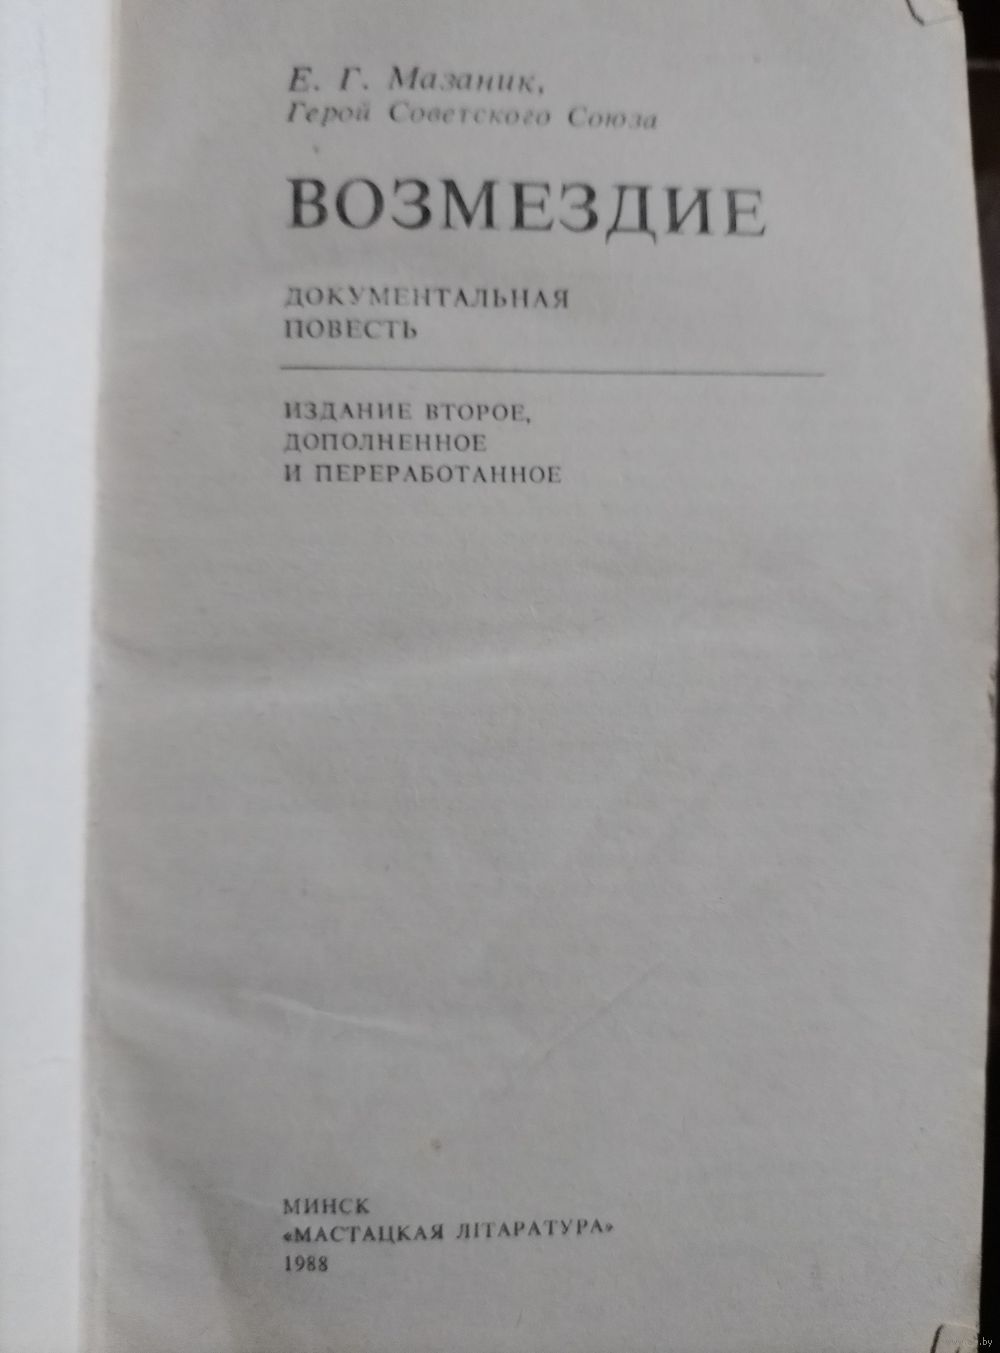 Е. Г. Мазаник,
Герой Советского Союза
ВОЗМЕЗДИЕ
ДОКУМЕНТАЛЬНАЯ
ПОВЕСТЬ
ИЗДАНИЕ ВТОРОЕ,
ДОПОЛНЕННОЕ
И ПЕРЕРАБОТАННОЕ
МИНСК
«МАСТАЦКАЯ ЛІТАРАТУРА»
1988